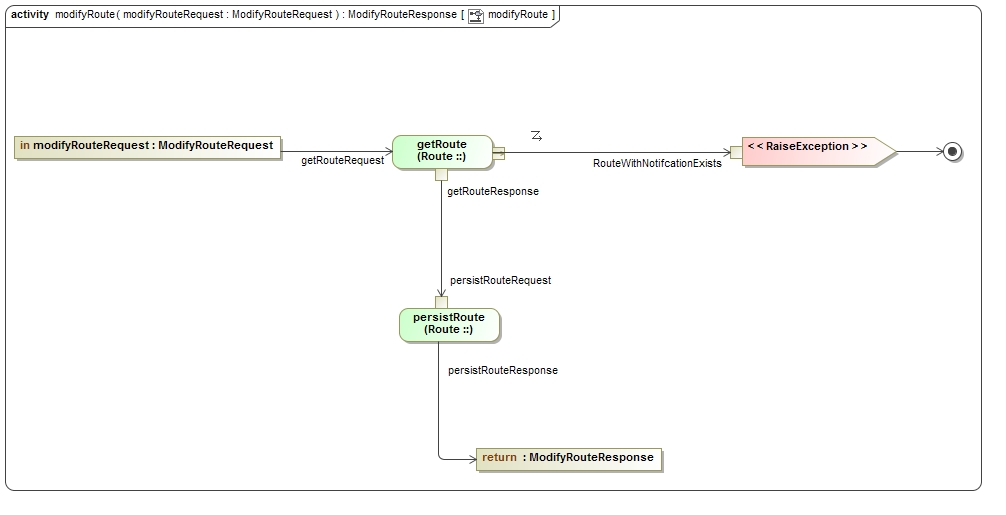 activity modifyRoute( modifyRouteRequest : ModifyRouteRequest ) : ModifyRouteResponse [ modifyRoute ]
in modifyRouteRequest : ModifyRouteRequest
getRouteRequest
getRoute
(Route ::)
RouteWithNotifcationExists
<< RaiseException >>
getRouteResponse
persistRouteRequest
persistRoute
(Route ::)
persistRouteResponse
return : ModifyRouteResponse